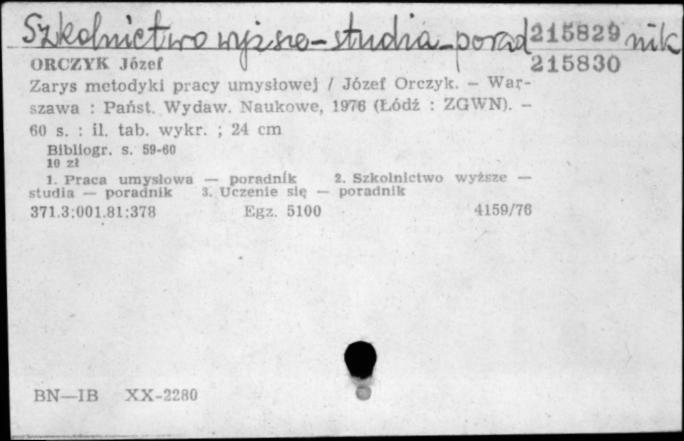 Szkolnictwo wyższe - studia - poradnik
215829
215830
ORCZYK Józef
Zarys metodyki pracy umysłowej / Józef Orczyk. – War-
szawa : Państ. Wydaw. Naukowe, 1976 (Łódź : ZGWN). –
60 s. : il. tab. wykr. ; 24 cm
Bibliogr. s. 59-60
10 zł
1. Praca umysłowa — poradnik 2. Szkolnictwo wyższe —
studia — poradnik 3. Uczenie się — poradnik
371.3:001.81:378 Egz. 5100 4159/76
BN—IB XX-2280